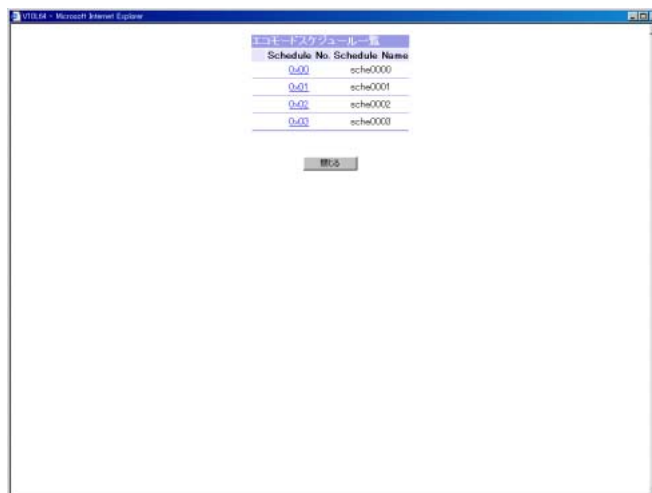 V10L64 - Microsoft Internet Explorer
エコモードスケジュール一覧
Schedule No. Schedule Name
0x00 sche0000
0x01 sche0001
0x02 sche0002
0x03 sche0003
閉じる